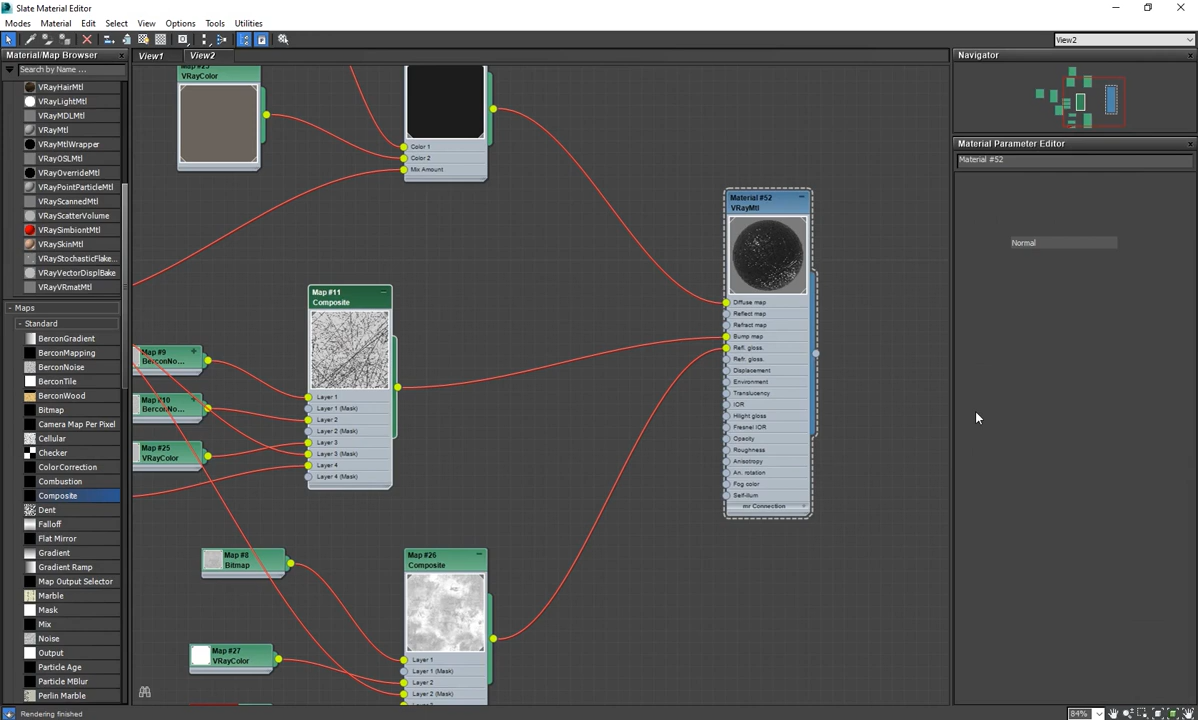 Slate Material Editor
Modes Material Edit Select View Options Tools Utilities
View2
Material/Map Browser
View1 View2
Navigator
Search by Name ...
VRayHairMtl
VRayLightMtl
VRayMDLMtl
VRayMtl
VRayMtlWrapper
VRayOSLMtl
VRayOverrideMtl
VRayPointParticleMtl
VRayScannedMtl
VRayScatterVolume
VRaySimbiontMtl
VRaySkinMtl
VRayStochasticFlake...
VRayVectorDisplBake
VRayVRmatMtl
- Maps
- Standard
BerconGradient
BerconMapping
BerconNoise
BerconTile
BerconWood
Bitmap
Camera Map Per Pixel
Cellular
Checker
ColorCorrection
Combustion
Composite
Dent
Falloff
Flat Mirror
Gradient
Gradient Ramp
Map Output Selector
Marble
Mask
Mix
Noise
Output
Particle Age
Particle MBlur
Perlin Marble
VRayColor
Color 1
Color 2
Mix Amount
Map #11
Composite
Layer 1
Layer 1 (Mask)
Layer 2
Layer 2 (Mask)
Layer 3
Layer 3 (Mask)
Layer 4
Layer 4 (Mask)
Map #9
BerconNo...
Map #10
BerconNo...
Map #25
VRayColor
Map #8
Bitmap
Map #27
VRayColor
Map #26
Composite
Layer 1
Layer 1 (Mask)
Layer 2
Layer 2 (Mask)
Material #52
VRayMtl
Diffuse map
Reflect map
Refract map
Bump map
Refl. gloss.
Refr. gloss.
Displacement
Environment
Translucency
IOR
Hilight gloss
Fresnel IOR
Opacity
Roughness
Anisotropy
An. rotation
Fog color
Self-illum
mr Connection +
Material Parameter Editor
Material #52
Normal
Rendering finished
84%